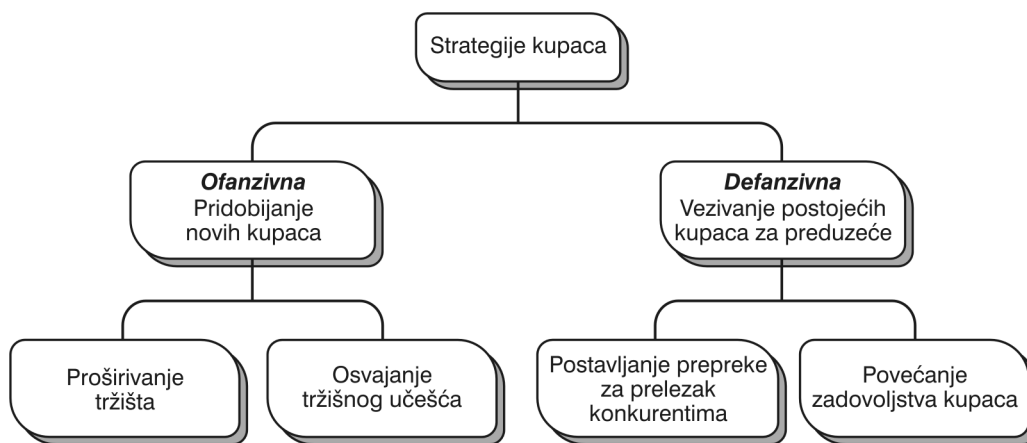 Strategije kupaca
Ofanzivna
Pridobijanje
novih kupaca
Defanzivna
Vezivanje postojećih
kupaca za preduzeće
Proširivanje
tržišta
Osvajanje
tržišnog učešća
Postavljanje prepreke
za prelezak
konkurentima
Povećanje
zadovoljstva kupaca